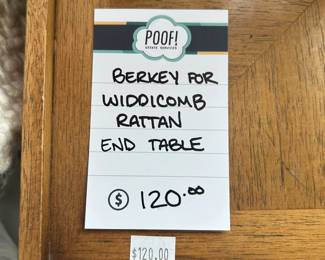 POOF!
ESTATE SERVICES
BERKEY FOR
WIDDICOMB
RATTAN
END TABLE
$ 120.00
$120.00